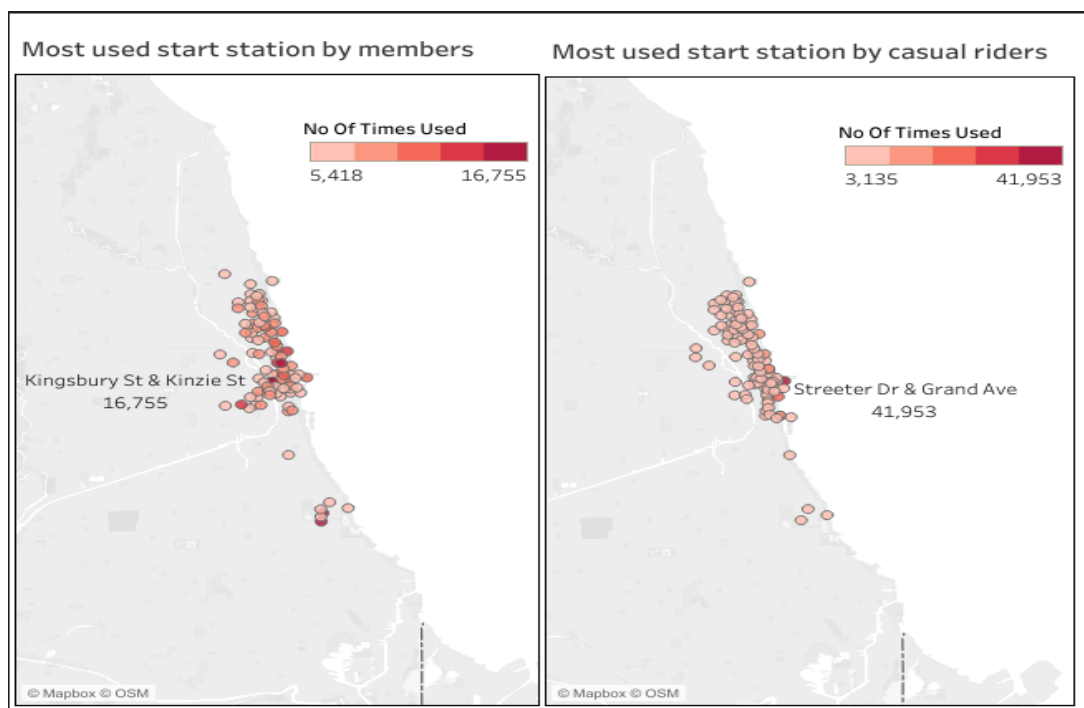 Most used start station by members
No Of Times Used
5,418 16,755
Kingsbury St & Kinzie St
16,755
© Mapbox © OSM
Most used start station by casual riders
No Of Times Used
3,135 41,953
Streeter Dr & Grand Ave
41,953
© Mapbox © OSM